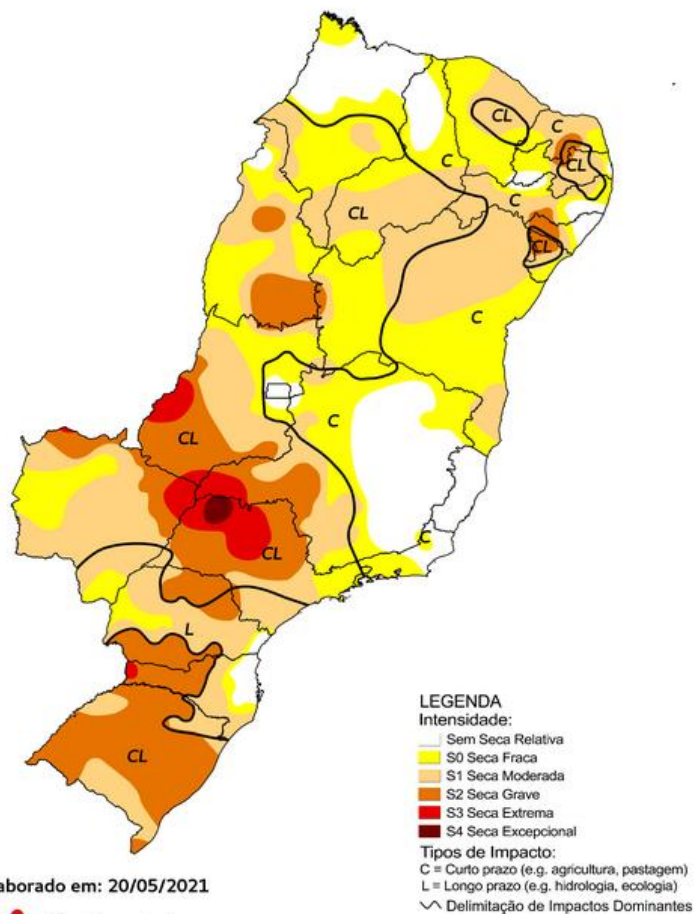 CL
C
CL
C
C
CL
CL
C
C
CL
C
CL
L
CL
LEGENDA
Intensidade:
Sem Seca Relativa
S0 Seca Fraca
S1 Seca Moderada
S2 Seca Grave
S3 Seca Extrema
S4 Seca Excepcional
Tipos de Impacto:
C = Curto prazo (e.g. agricultura, pastagem)
L = Longo prazo (e.g. hidrologia, ecologia)
Delimitação de Impactos Dominantes
aborado em: 20/05/2021